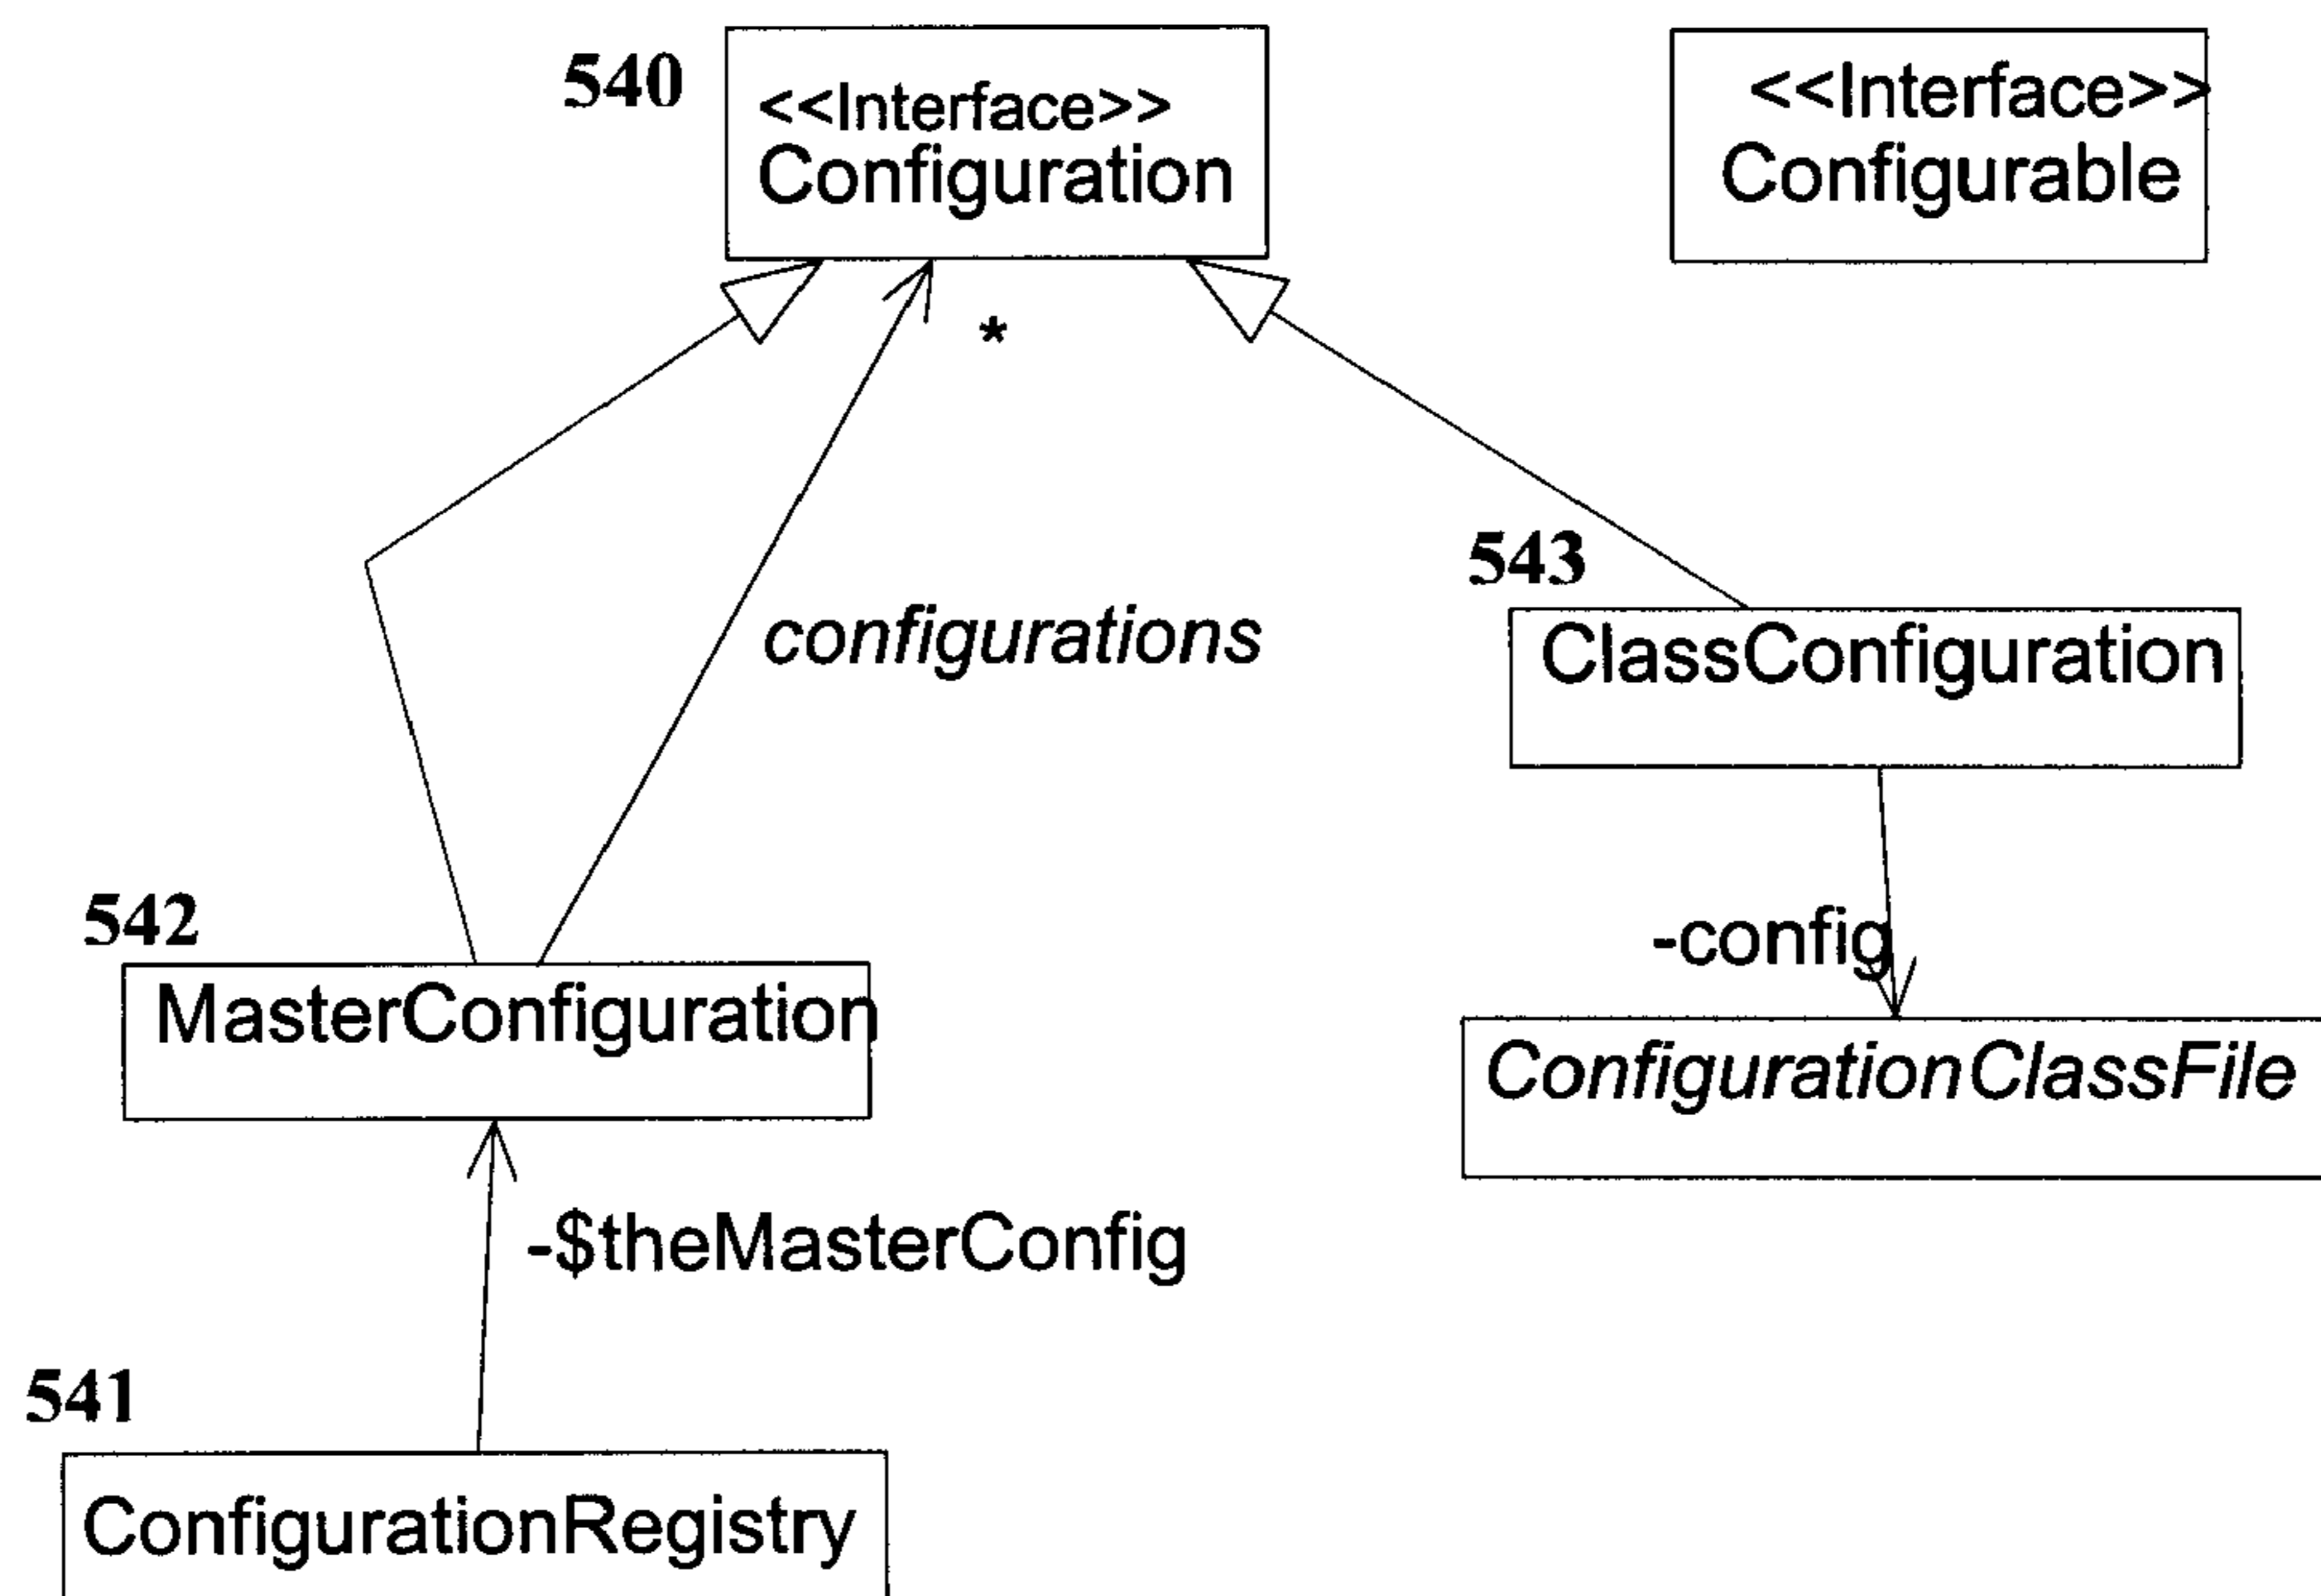 540
<<Interface>>
Configuration
<<Interface>>
Configurable
*
configurations
543
ClassConfiguration
-config
ConfigurationClassFile
542
MasterConfiguration
-$theMasterConfig
541
ConfigurationRegistry